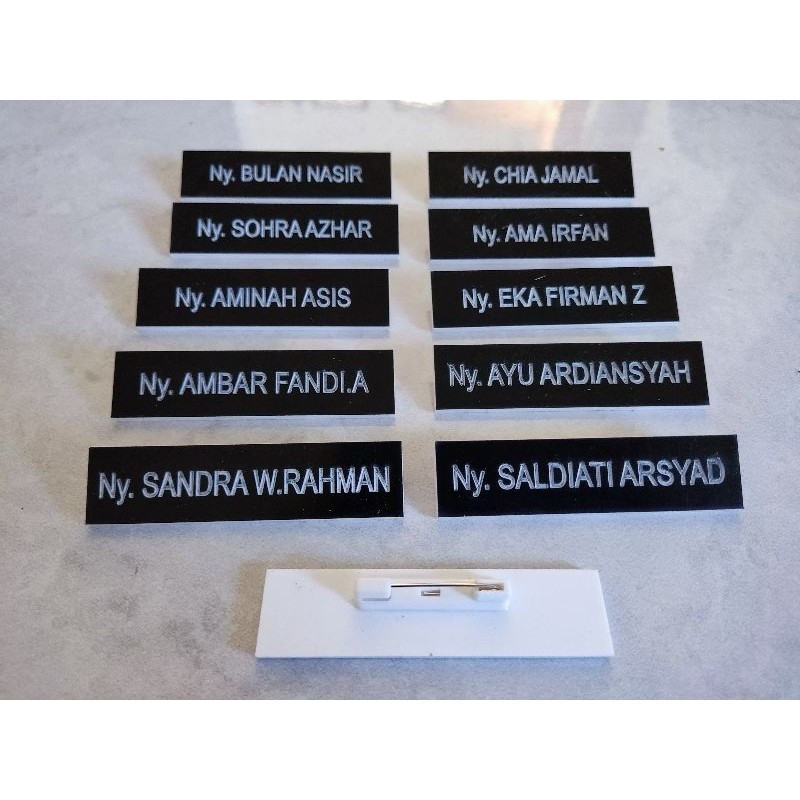 Ny. BULAN NASIR
Ny. CHIA JAMAL
Ny. SOHRA AZHAR
Ny. AMA IRFAN
Ny. AMINAH ASIS
Ny. EKA FIRMAN Z
Ny. AMBAR FANDI.A
Ny. AYU ARDIANSYAH
Ny. SANDRA W.RAHMAN
Ny. SALDIATI ARSYAD